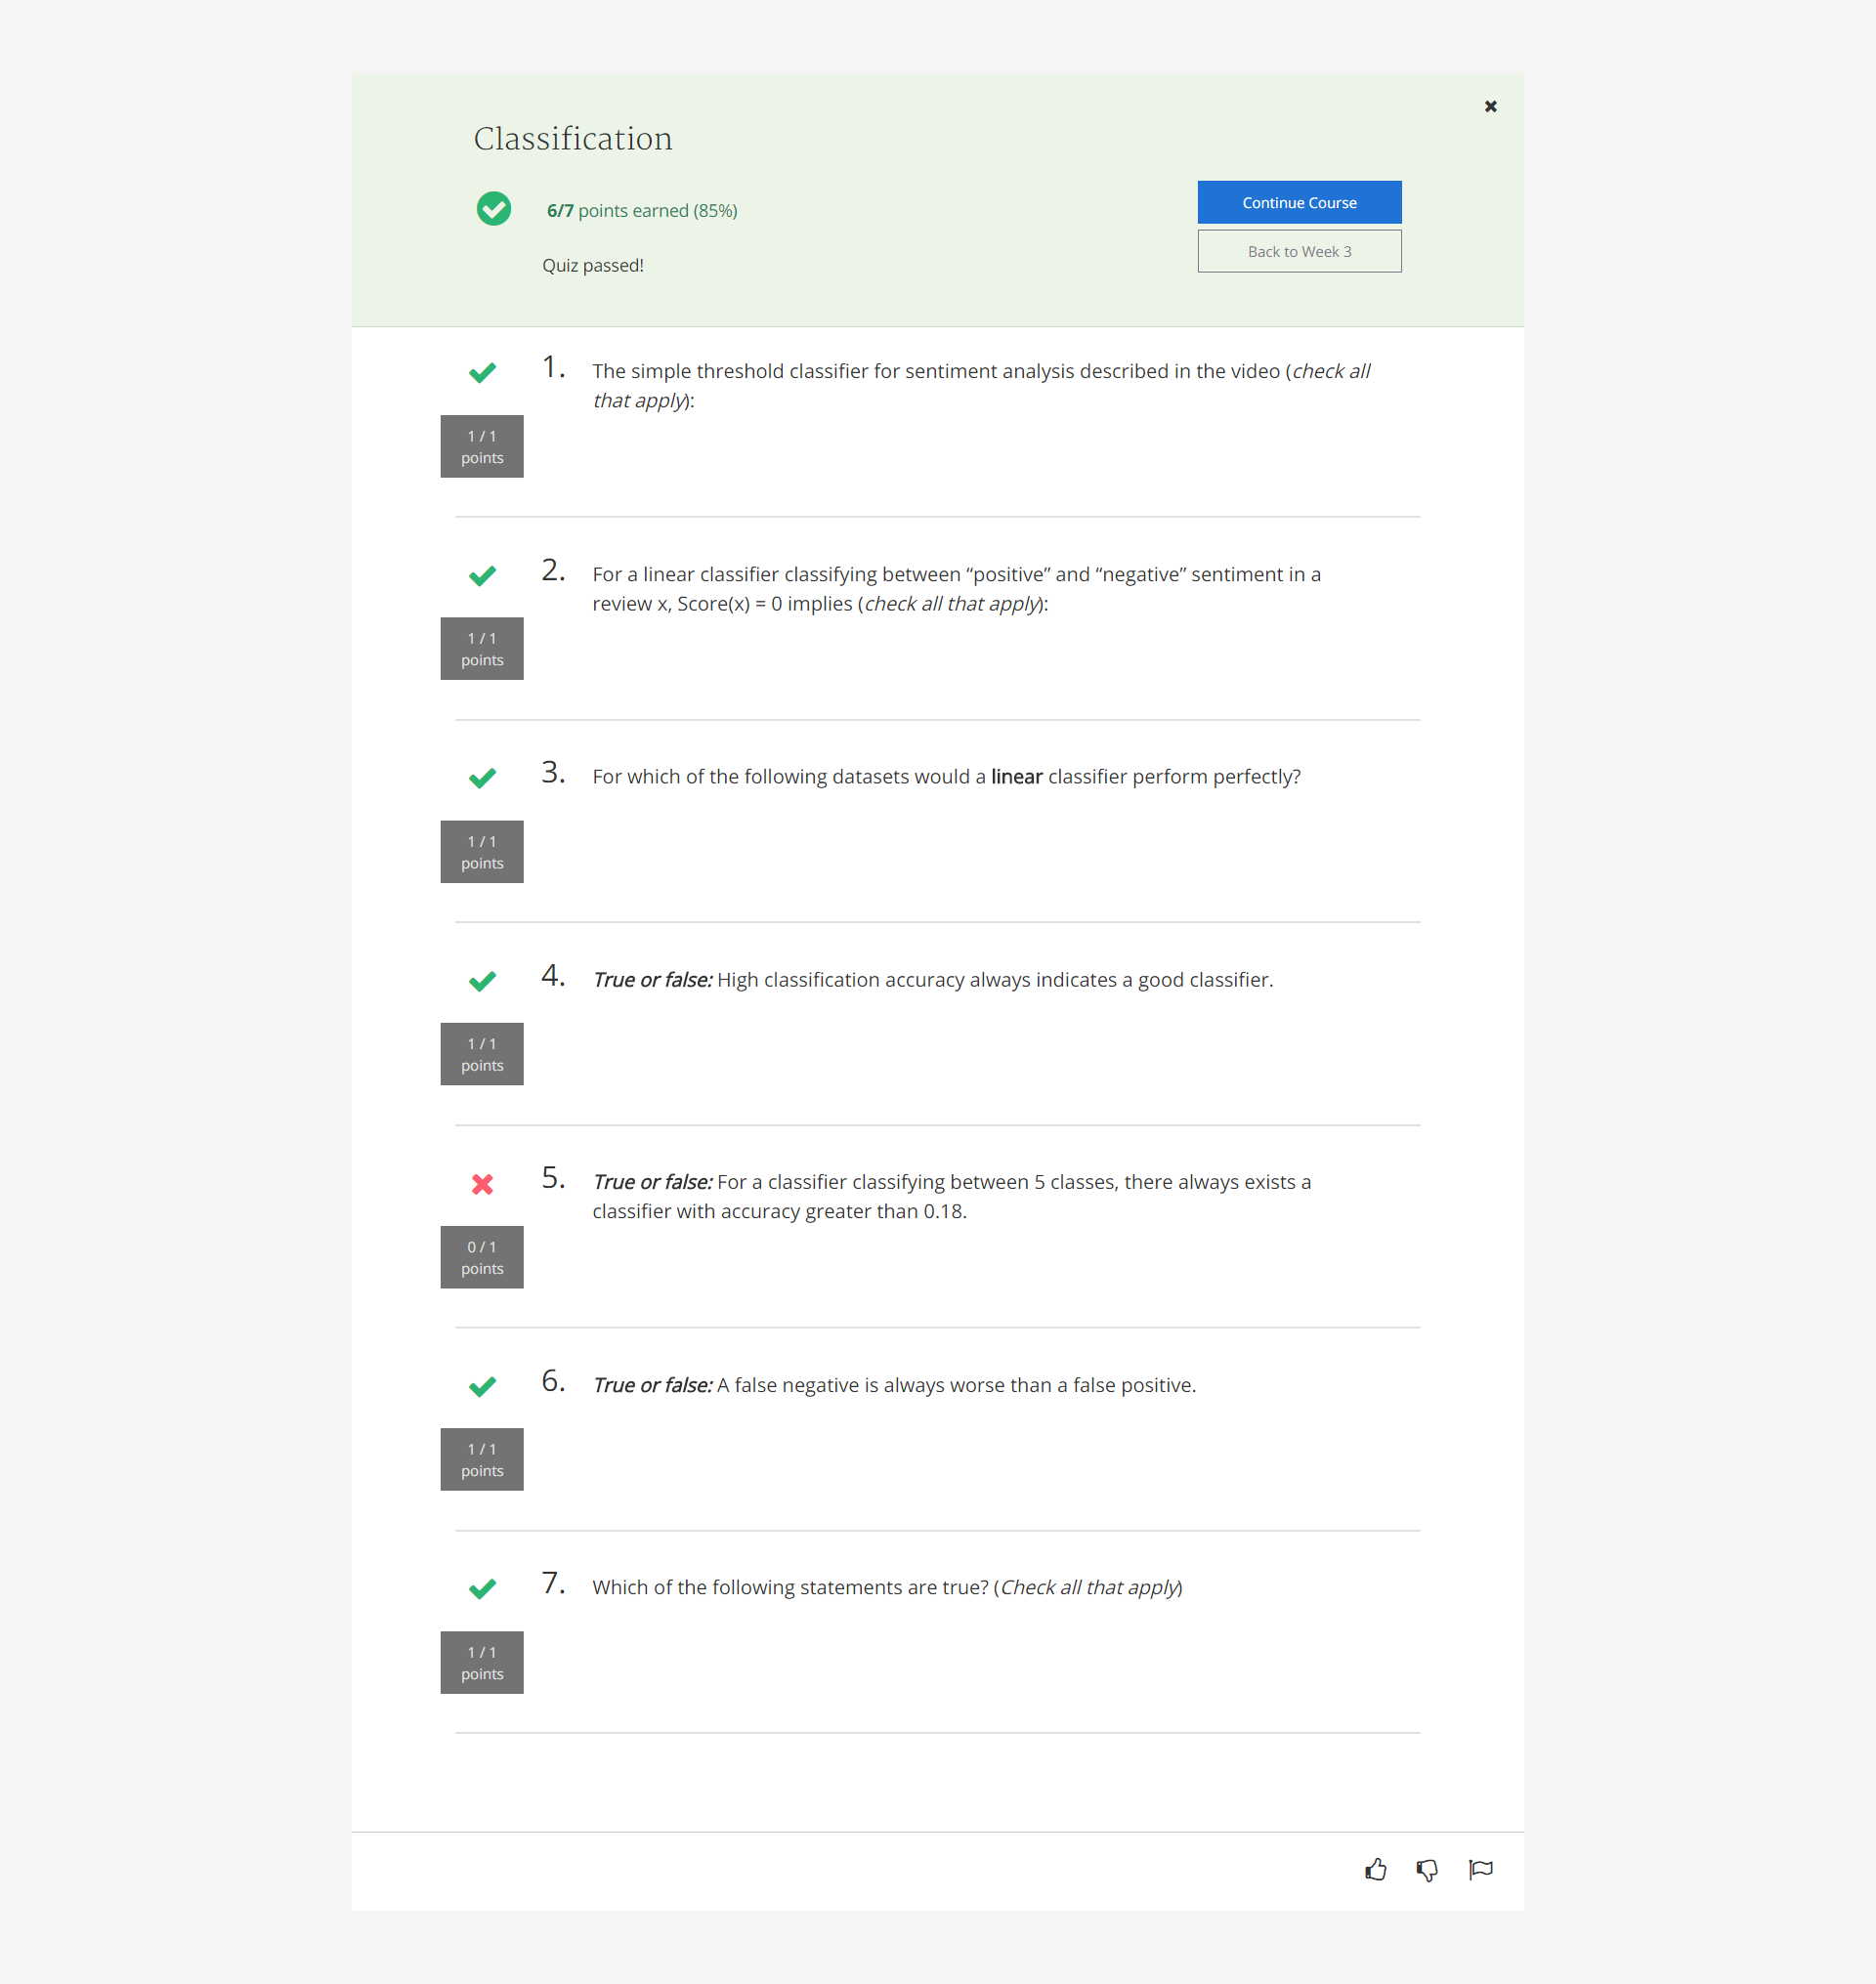 Classification
6/7 points earned (85%)
Quiz passed!
Continue Course
Back to Week 3
1. The simple threshold classifier for sentiment analysis described in the video (check all
that apply):
1 / 1
points
2. For a linear classifier classifying between “positive” and “negative” sentiment in a
review x, Score(x) = 0 implies (check all that apply):
1 / 1
points
3. For which of the following datasets would a linear classifier perform perfectly?
1 / 1
points
4. True or false: High classification accuracy always indicates a good classifier.
1 / 1
points
5. True or false: For a classifier classifying between 5 classes, there always exists a
classifier with accuracy greater than 0.18.
0 / 1
points
6. True or false: A false negative is always worse than a false positive.
1 / 1
points
7. Which of the following statements are true? (Check all that apply)
1 / 1
points